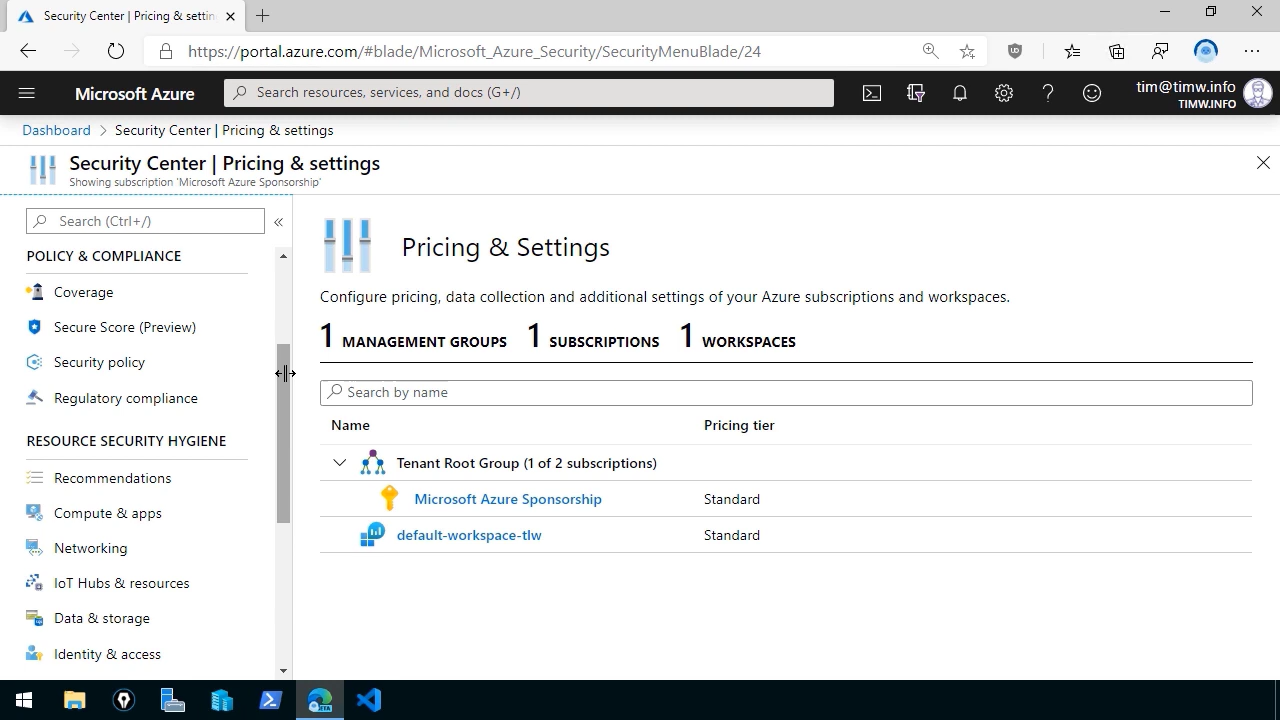 Security Center | Pricing & settin
https://portal.azure.com/#blade/Microsoft_Azure_Security/SecurityMenuBlade/24
Microsoft Azure
Search resources, services, and docs (G+/)
tim@timw.info
TIMW.INFO
Dashboard > Security Center | Pricing & settings
Security Center | Pricing & settings
Showing subscription 'Microsoft Azure Sponsorship'
Search (Ctrl+/)
POLICY & COMPLIANCE
Coverage
Secure Score (Preview)
Security policy
Regulatory compliance
RESOURCE SECURITY HYGIENE
Recommendations
Compute & apps
Networking
IoT Hubs & resources
Data & storage
Identity & access
Pricing & Settings
Configure pricing, data collection and additional settings of your Azure subscriptions and workspaces.
1 MANAGEMENT GROUPS 1 SUBSCRIPTIONS 1 WORKSPACES
Search by name
Name Pricing tier
Tenant Root Group (1 of 2 subscriptions)
Microsoft Azure Sponsorship Standard
default-workspace-tlw Standard